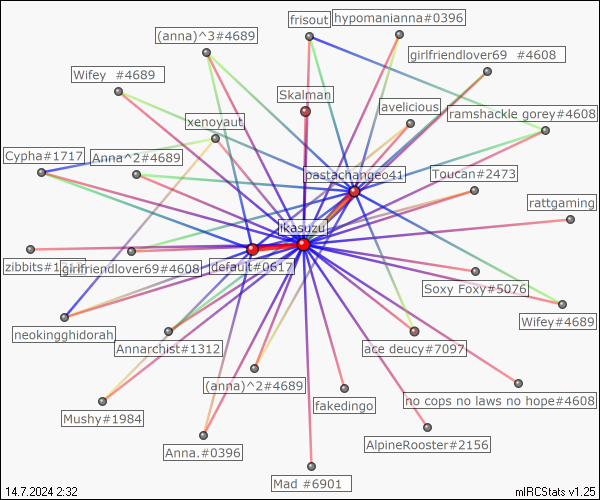 frisout
hypomanianna#0396
(anna)^3#4689
girlfriendlover69 #4608
Wifey #4689
Skalman
avelicious
ramshackle gorey#4608
xenoyaut
Cypha#1717
Anna^2#4689
pastachangeo41
Toucan#2473
rattgaming
ikasuzu
zibbits#1
girlfriendlover69#4608
default#0617
Soxy Foxy#5076
Wifey#4689
neokingghidorah
Annarchist#1312
ace deucy#7097
(anna)^2#4689
fakedingo
no cops no laws no hope#4608
Mushy#1984
Anna.#0396
AlpineRooster#2156
Mad #6901
14.7.2024 2:32
mIRCStats v1.25